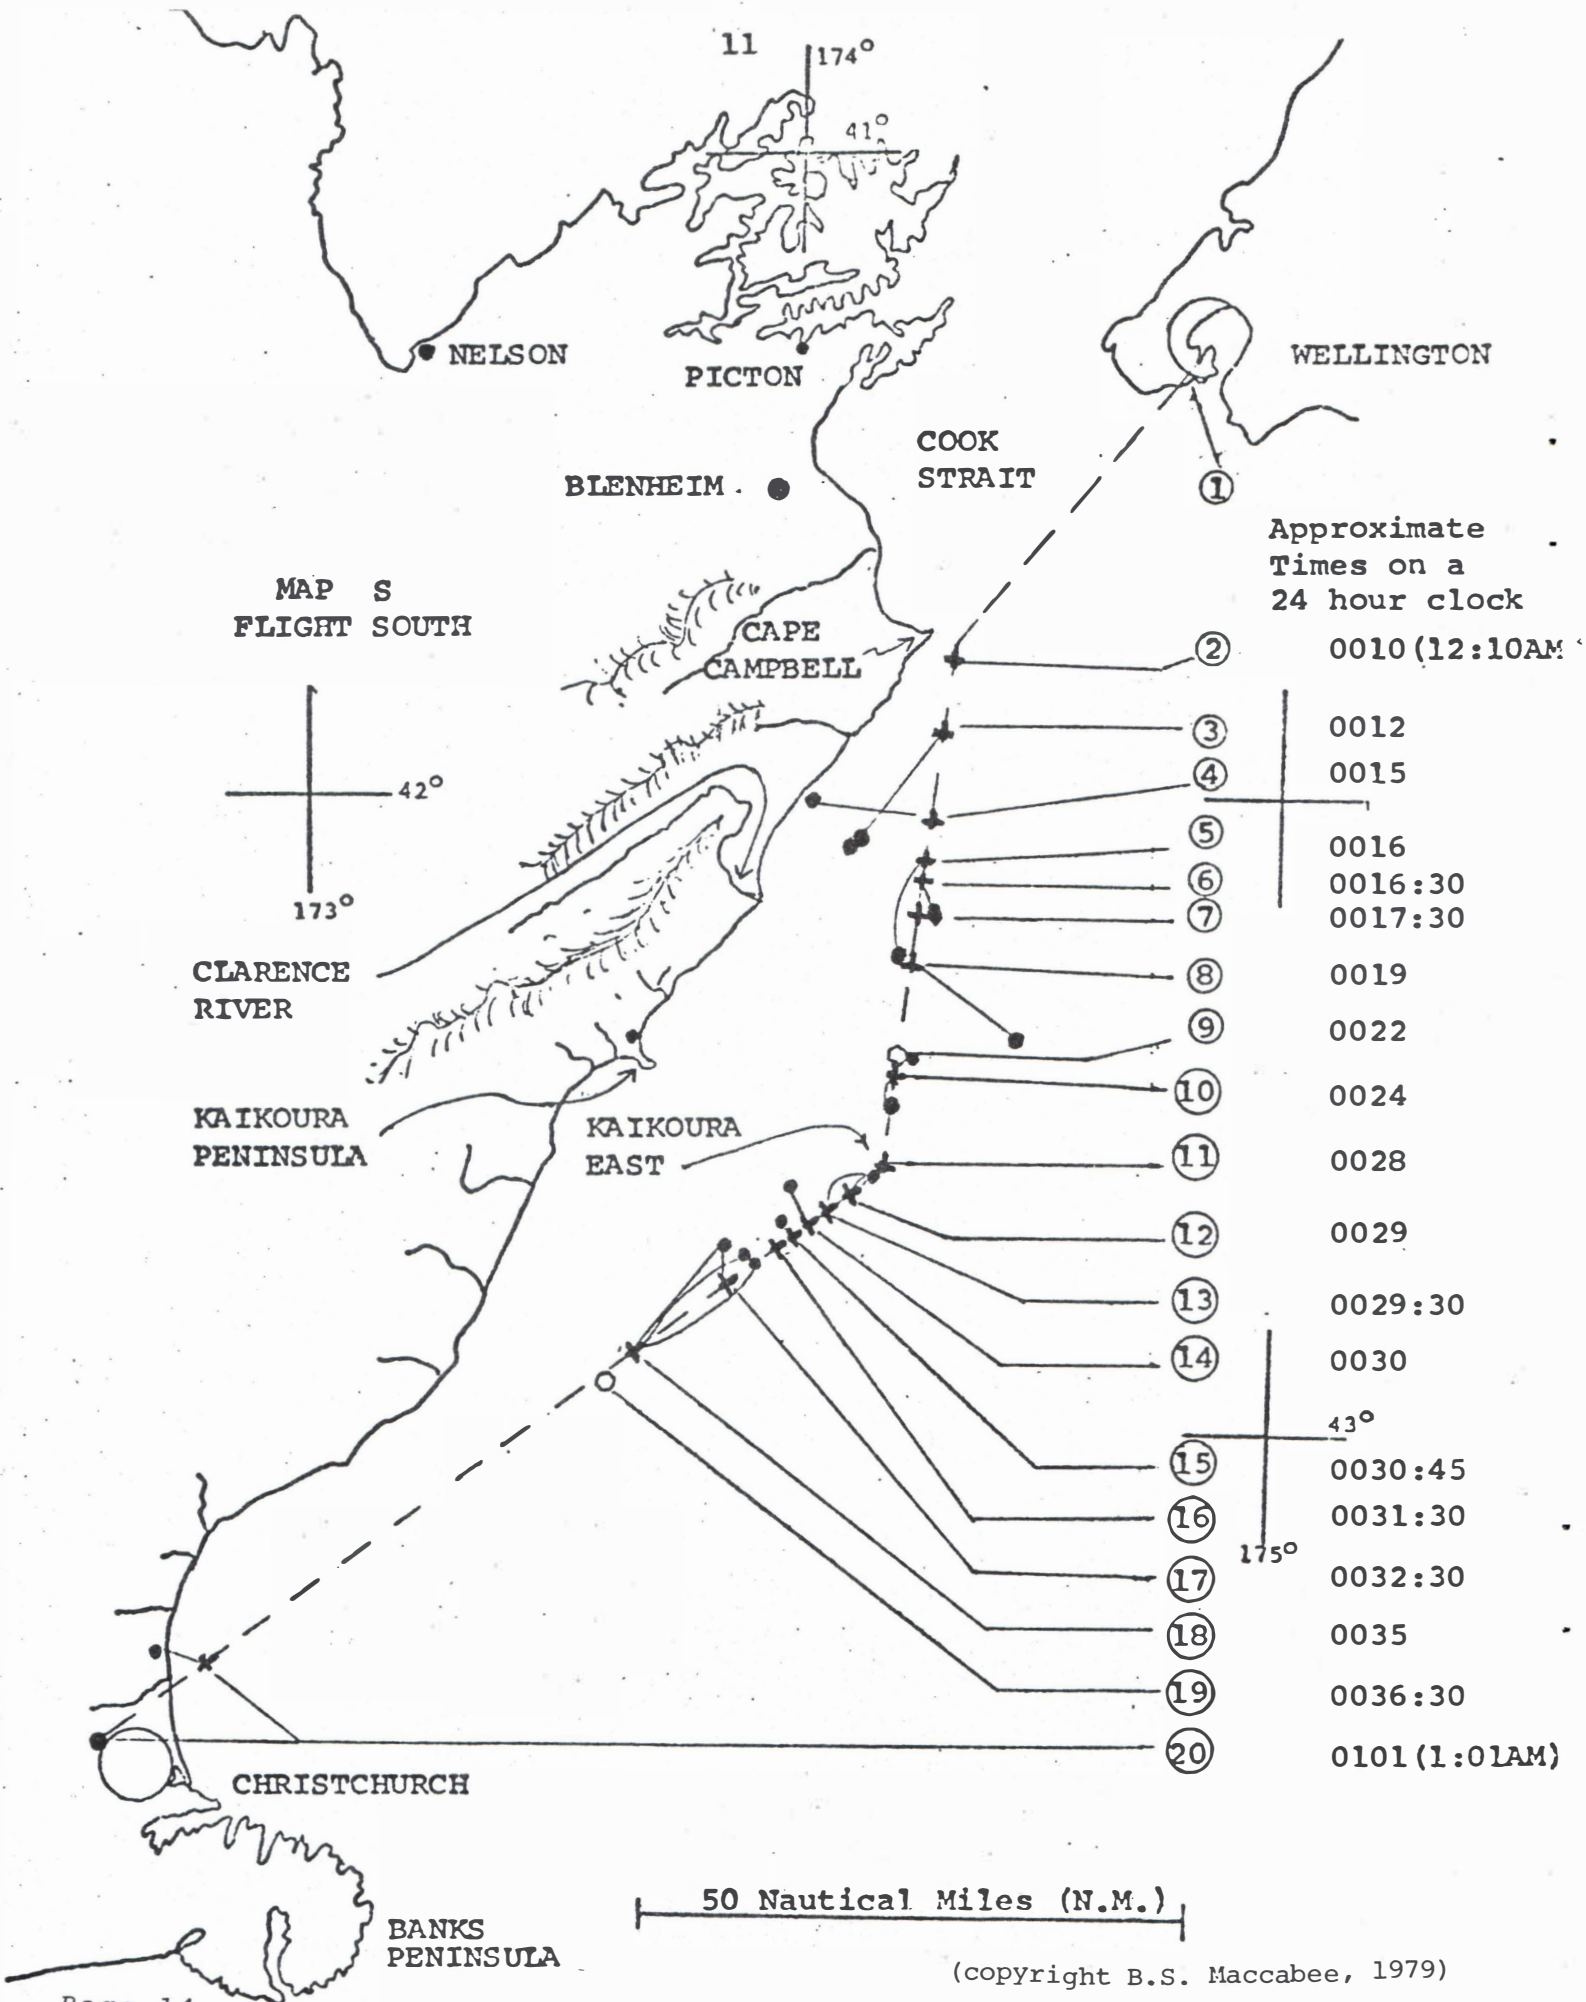 11
174°
41°
NELSON
PICTON
WELLINGTON
COOK
STRAIT
BLENHEIM
①
Approximate
Times on a
24 hour clock
MAP S
FLIGHT SOUTH
CAPE
CAMPBELL
② 0010 (12:10AM
③ 0012
④ 0015
42°
⑤ 0016
⑥ 0016:30
173°
⑦ 0017:30
CLARENCE
RIVER
⑧ 0019
⑨ 0022
⑩ 0024
KAIKOURA
PENINSULA
KAIKOURA
EAST
⑪ 0028
⑫ 0029
⑬ 0029:30
⑭ 0030
43°
⑮ 0030:45
⑯ 0031:30
175°
⑰ 0032:30
⑱ 0035
⑲ 0036:30
⑳ 0101 (1:01AM)
CHRISTCHURCH
50 Nautical Miles (N.M.)
BANKS
PENINSULA
(copyright B.S. Maccabee, 1979)